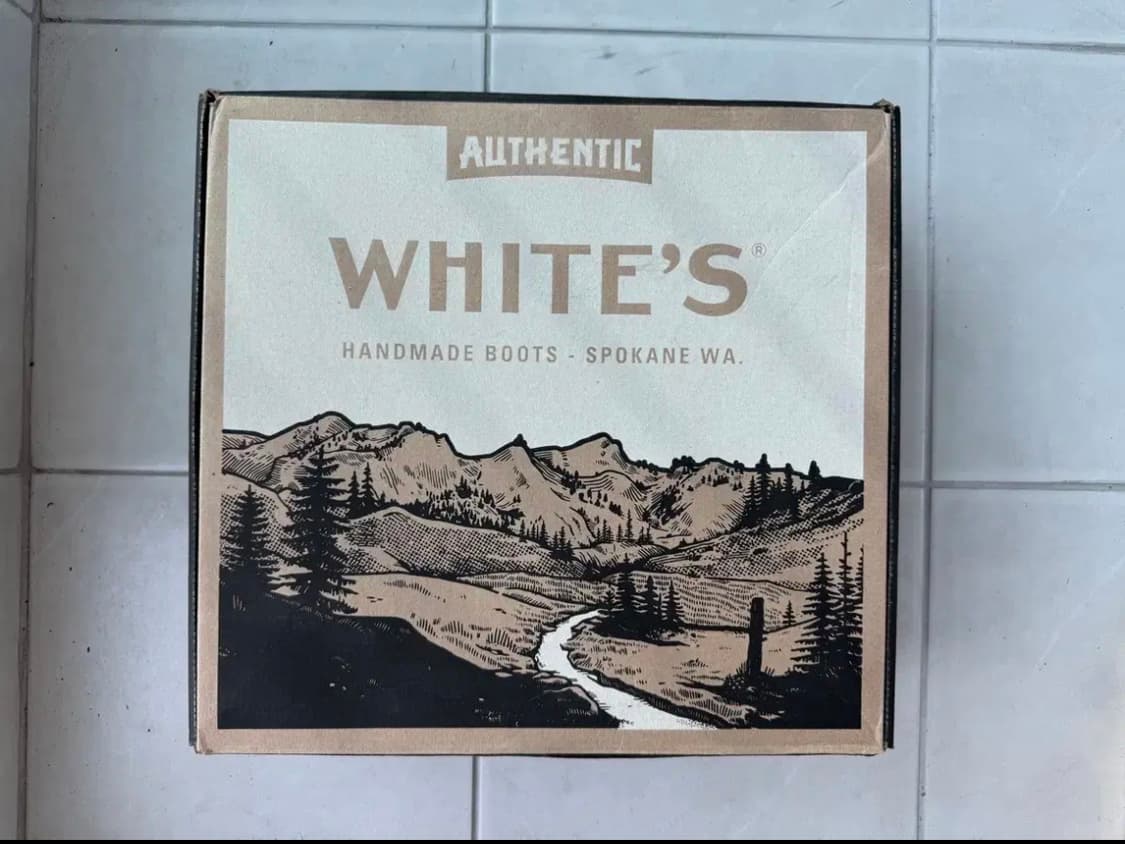 AUTHENTIC
WHITE'S®
HANDMADE BOOTS - SPOKANE WA.